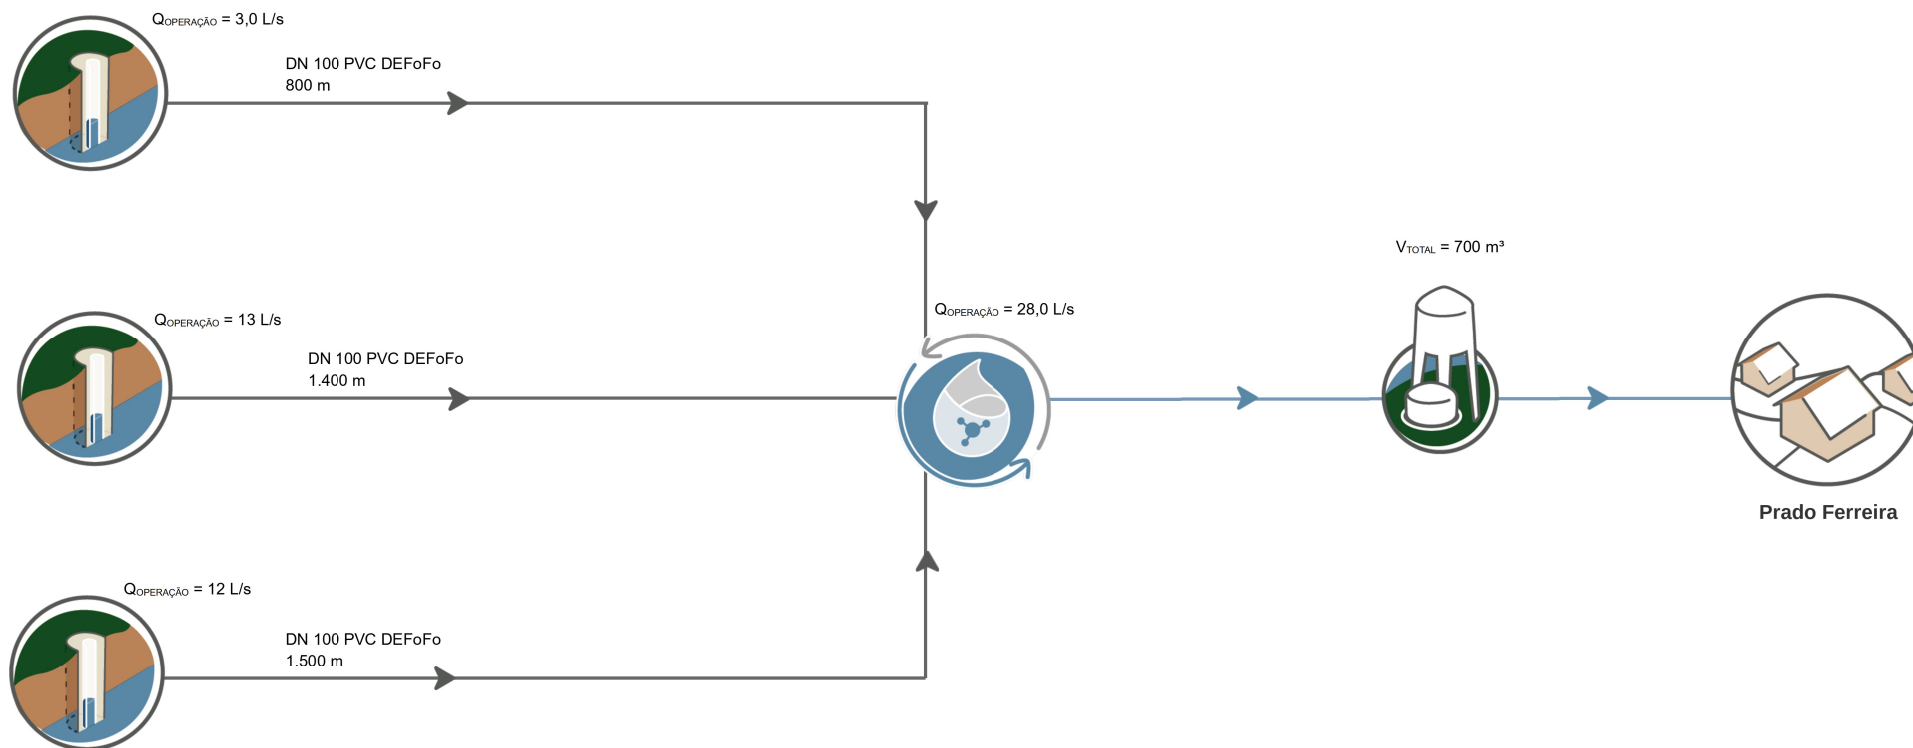 QOPERAÇÃO = 3,0 L/s
DN 100 PVC DEFoFo
800 m
VTOTAL = 700 m³
QOPERAÇÃO = 28,0 L/s
QOPERAÇÃO = 13 L/s
DN 100 PVC DEFoFo
1.400 m
Prado Ferreira
QOPERAÇÃO = 12 L/s
DN 100 PVC DEFoFo
1.500 m